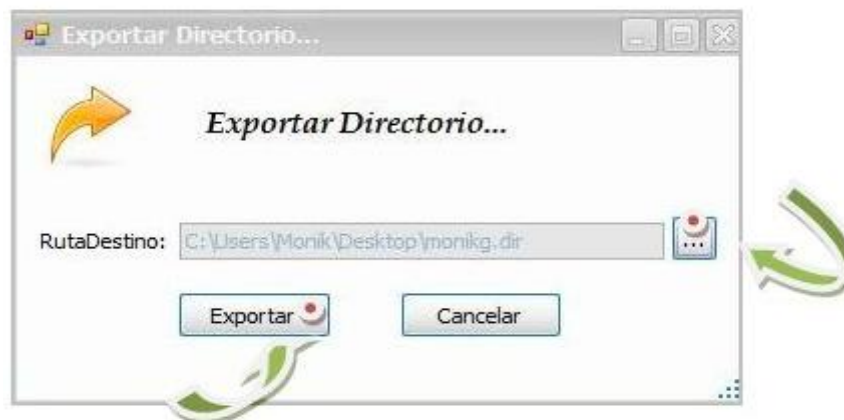 Exportar Directorio...
Exportar Directorio...
RutaDestino: C:\Users\Monik\Desktop\monikg.dir ...
Exportar Cancelar